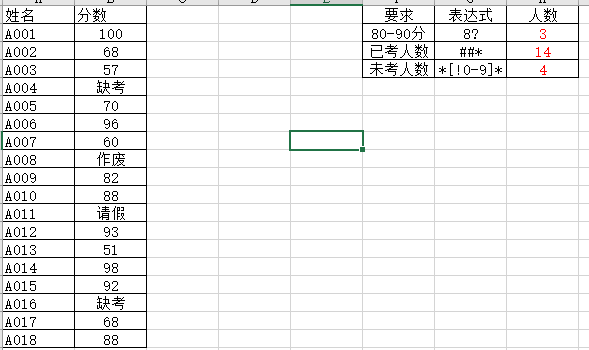 姓名 分数 要求 表达式 人数
A001 100 80-90分 8? 3
A002 68 已考人数 ##* 14
A003 57 未考人数 *[!0-9]* 4
A004 缺考
A005 70
A006 96
A007 60
A008 作废
A009 82
A010 88
A011 请假
A012 93
A013 51
A014 98
A015 92
A016 缺考
A017 68
A018 88